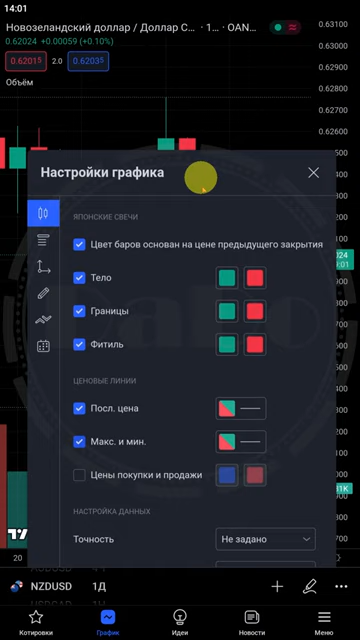 14:01
Новозеландский доллар / Доллар С... · 1... · OAN...
0.62024 +0.00059 (+0.10%)
0.62015 2.0 0.62035
Объём
0.63100
0.63000
0.62900
0.62800
0.62700
0.62600
Настройки графика
ЯПОНСКИЕ СВЕЧИ
Цвет баров основан на цене предыдущего закрытия
Тело
Границы
Фитиль
ЦЕНОВЫЕ ЛИНИИ
Посл. цена
Макс. и мин.
Цены покупки и продажи
НАСТРОЙКА ДАННЫХ
Точность
Не задано
20
NZDUSD 1Д
Котировки
График
Идеи
Новости
Меню